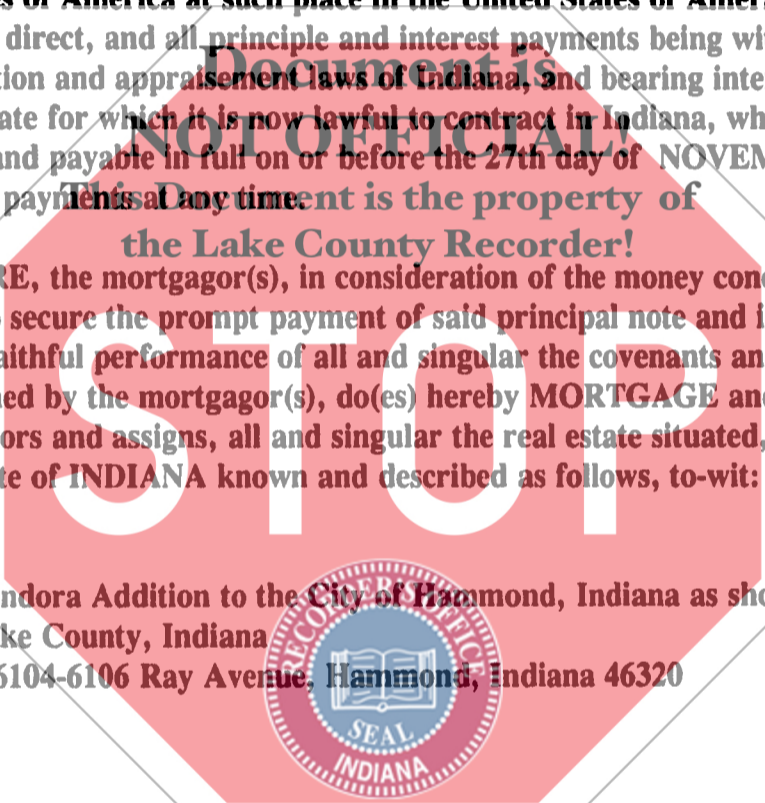 s of America at such place in the United States of Ameri
direct, and all principle and interest payments being wi
Document is
tion and appraisement laws of Indiana, and bearing inte
ate for which it is now lawful to contract in Indiana, wh
NOT OFFICIAL!
and payable in full on or before the 27th day of NOVEM
payments at any time.
This Document is the property of
the Lake County Recorder!
RE, the mortgagor(s), in consideration of the money con
secure the prompt payment of said principal note and i
aithful performance of all and singular the covenants an
ed by the mortgagor(s), do(es) hereby MORTGAGE and
ors and assigns, all and singular the real estate situated,
te of INDIANA known and described as follows, to-wit:
STOP
ndora Addition to the City of Hammond, Indiana as sho
ke County, Indiana
6104-6106 Ray Avenue, Hammond, Indiana 46320
RECORDER'S OFFICE
SEAL
INDIANA